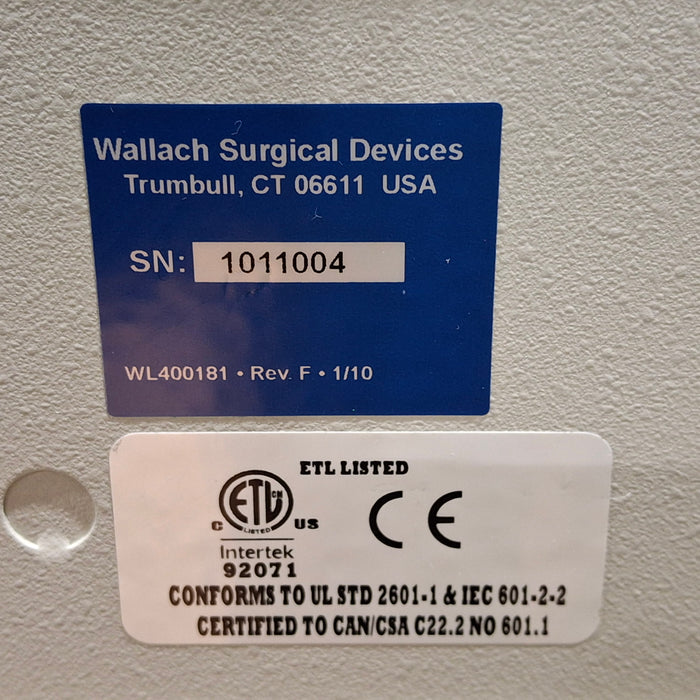 Wallach Surgical Devices
Trumbull, CT 06611 USA
SN: 1011004
WL400181 • Rev. F • 1/10
ETL LISTED
ETL CM
LISTED
C US
CE
Intertek
92071
CONFORMS TO UL STD 2601-1 & IEC 601-2-2
CERTIFIED TO CAN/CSA C22.2 NO 601.1